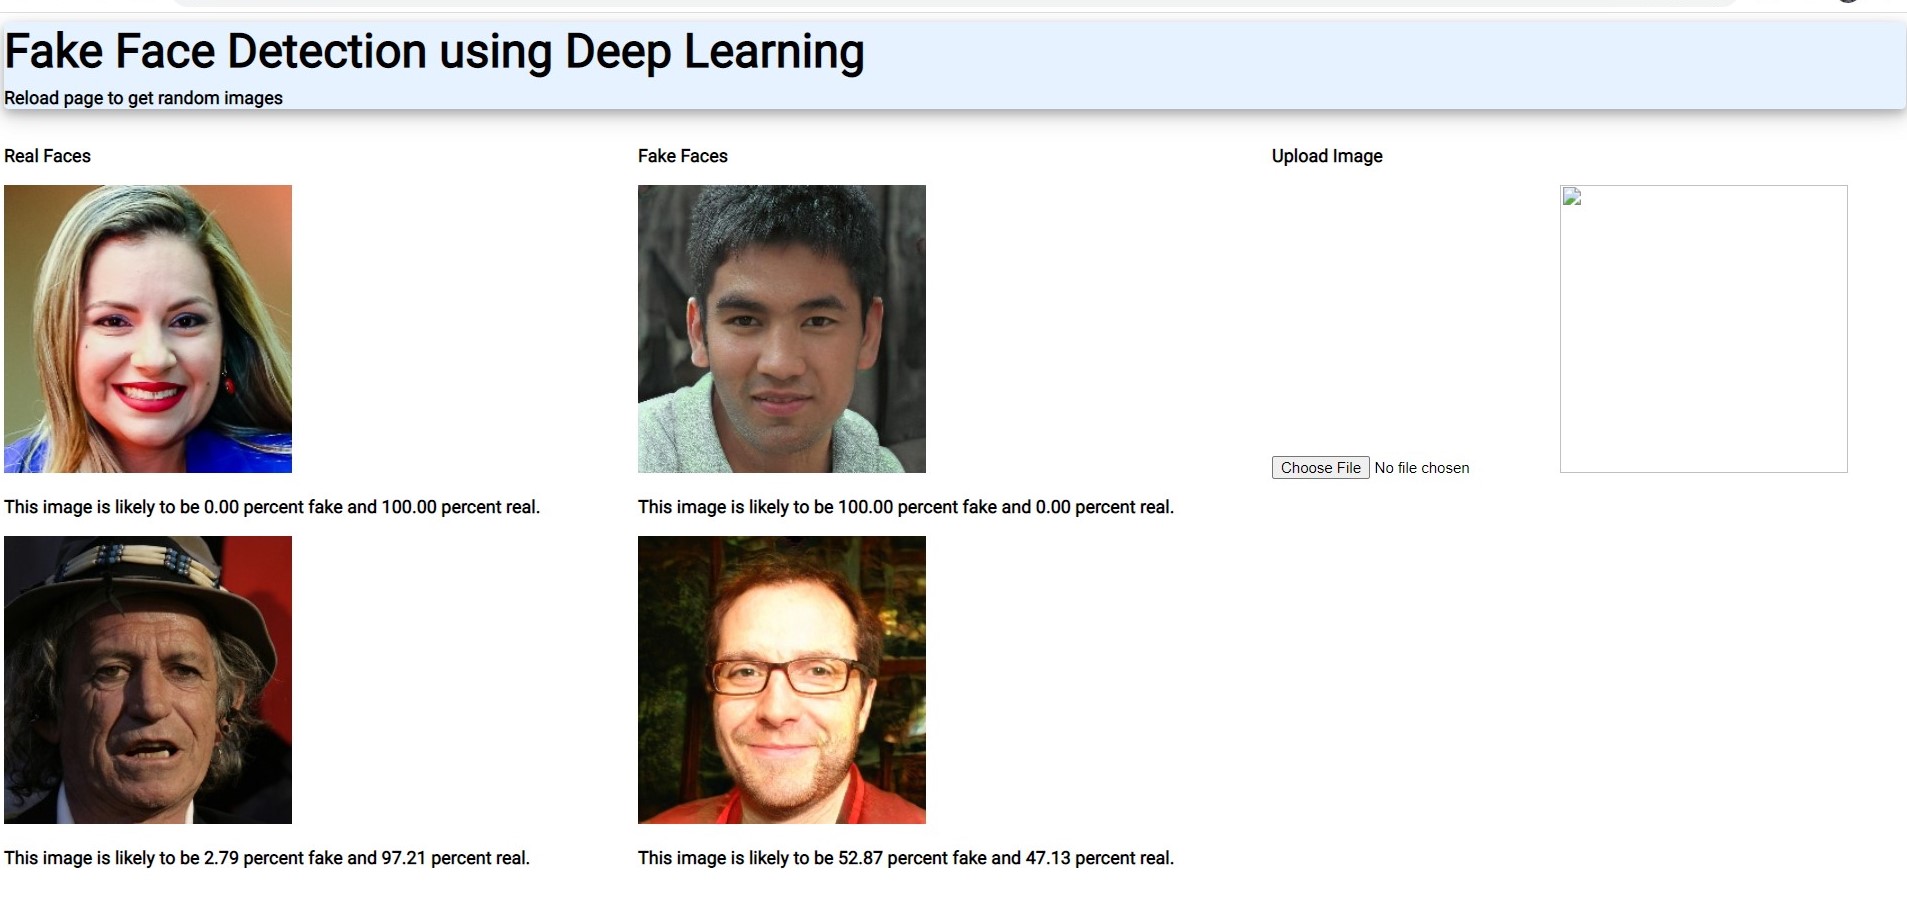 Fake Face Detection using Deep Learning
Reload page to get random images
Real Faces
Fake Faces
Upload Image
Choose File No file chosen
This image is likely to be 0.00 percent fake and 100.00 percent real.
This image is likely to be 100.00 percent fake and 0.00 percent real.
This image is likely to be 2.79 percent fake and 97.21 percent real.
This image is likely to be 52.87 percent fake and 47.13 percent real.